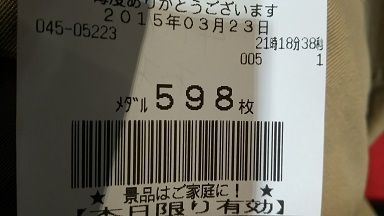 毎度ありがとうございます
2015年03月23日
045-05223
21時18分38秒
005 1
ﾒﾀﾞﾙ 598枚
★ 景品はご家庭に! ★
【本日限り有効】